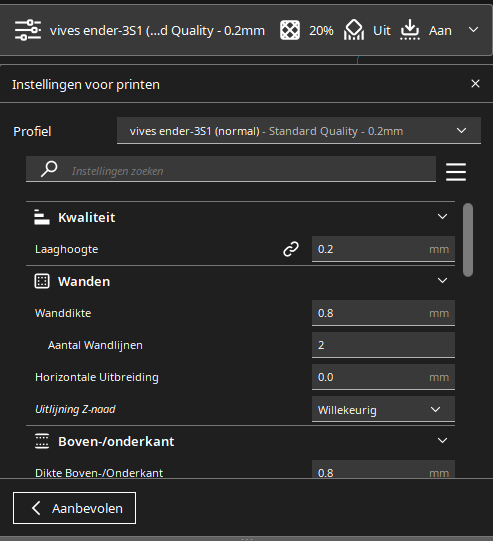 vives ender-3S1 (...d Quality - 0.2mm 20% Uit Aan
Instellingen voor printen
Profiel vives ender-3S1 (normal) - Standard Quality - 0.2mm
Instellingen zoeken
Kwaliteit
Laaghoogte 0.2 mm
Wanden
Wanddikte 0.8 mm
Aantal Wandlijnen 2
Horizontale Uitbreiding 0.0 mm
Uitlijning Z-naad Willekeurig
Boven-/onderkant
Dikte Boven-/Onderkant 0.8 mm
Aanbevolen